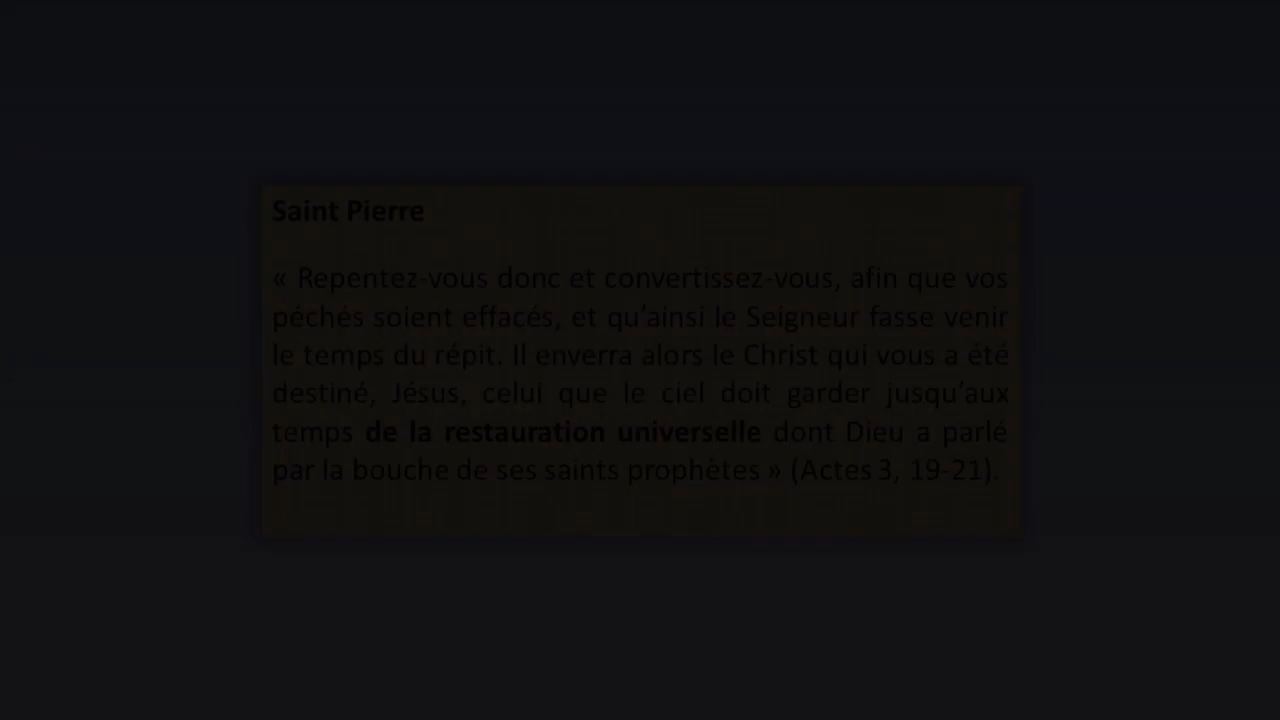 Saint Pierre
« Repentez-vous donc et convertissez-vous, afin que vos
péchés soient effacés, et qu'ainsi le Seigneur fasse venir
le temps du répit. Il enverra alors le Christ qui vous a été
destiné, Jésus, celui que le ciel doit garder jusqu'aux
temps de la restauration universelle dont Dieu a parlé
par la bouche de ses saints prophètes » (Actes 3, 19-21).